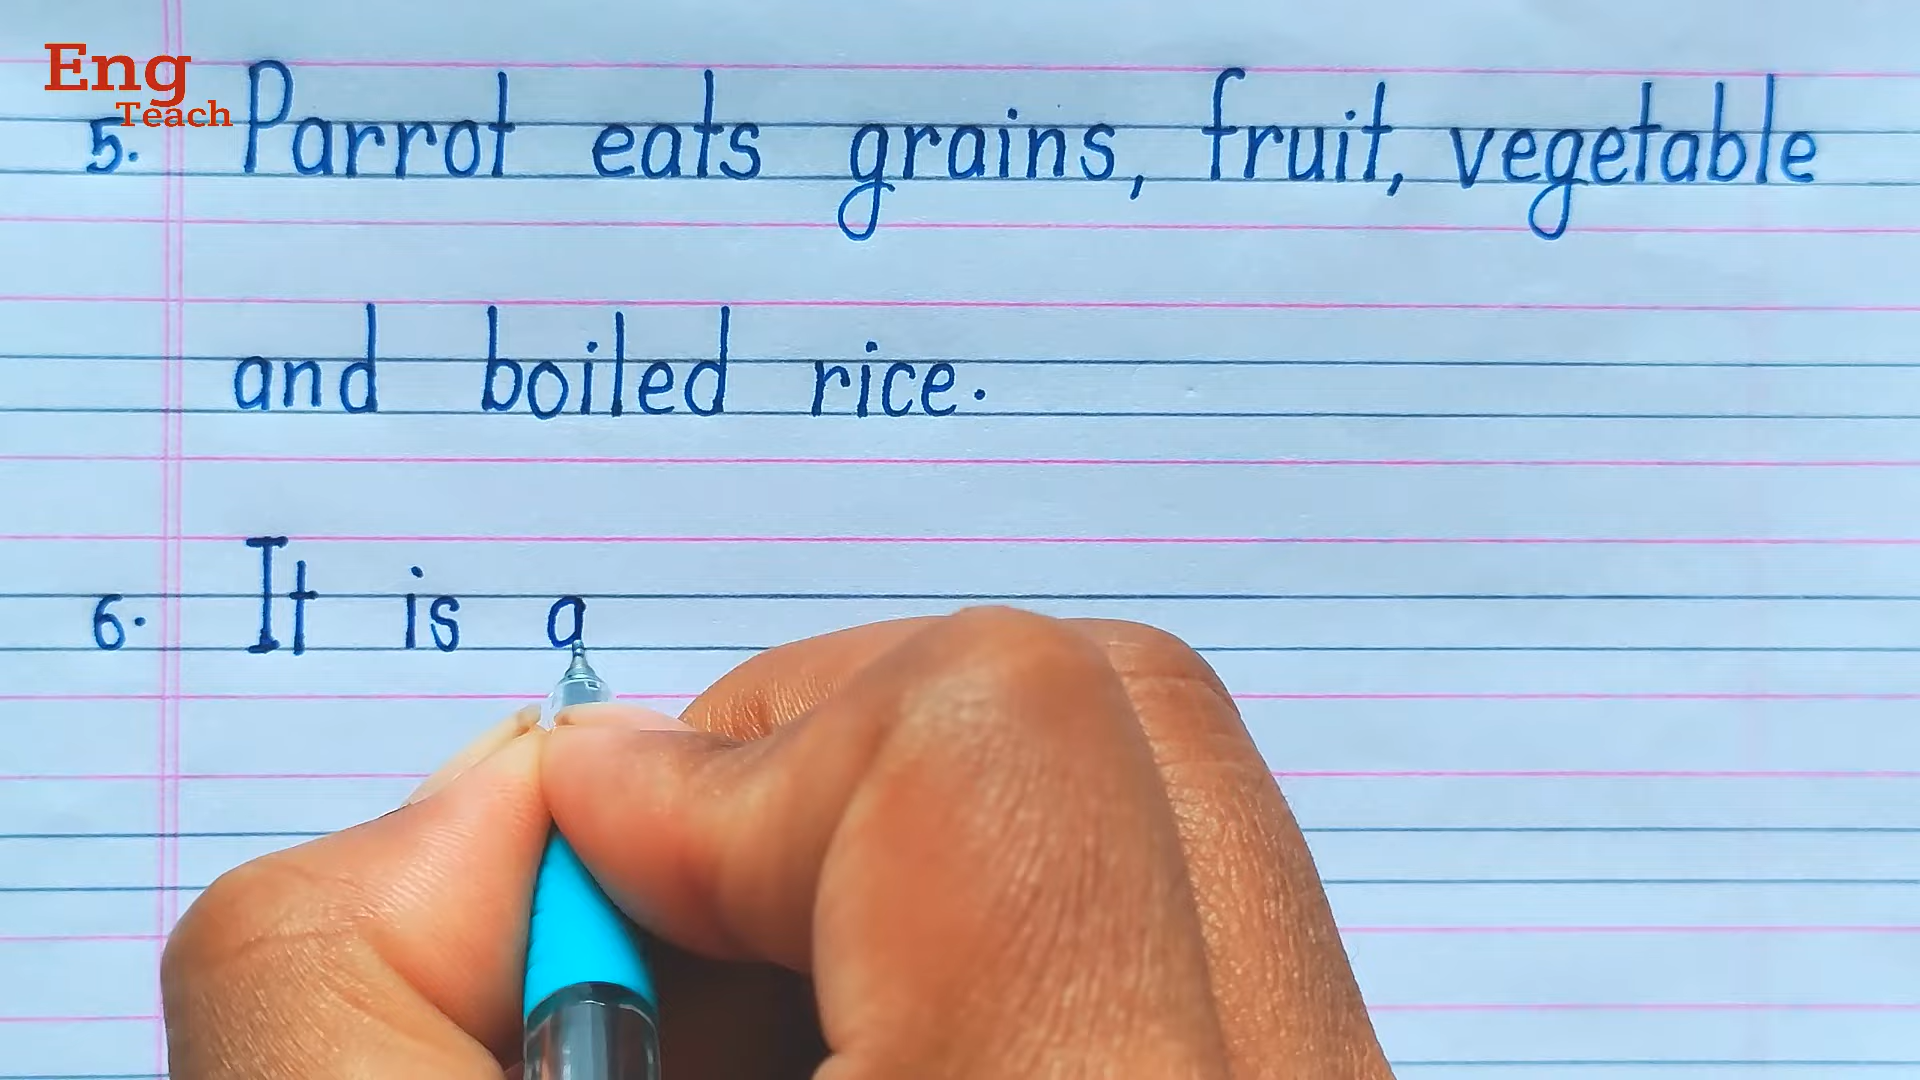 Eng
Teach
5. Parrot eats grains, fruit, vegetable
and boiled rice.
6. It is a